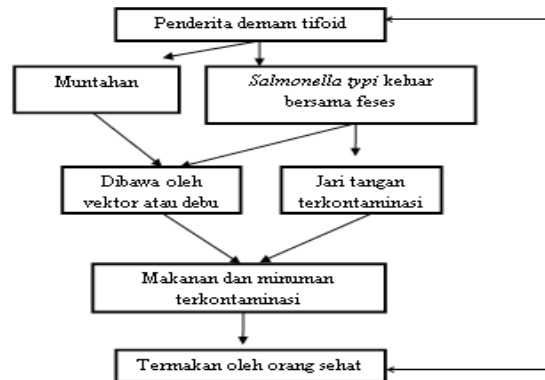 Penderita demam tifoid
Muntahan
Salmonella typi keluar
bersama feses
Dibawa oleh
vektor atau debu
Jari tangan
terkontaminasi
Makanan dan minuman
terkontaminasi
Termakan oleh orang sehat